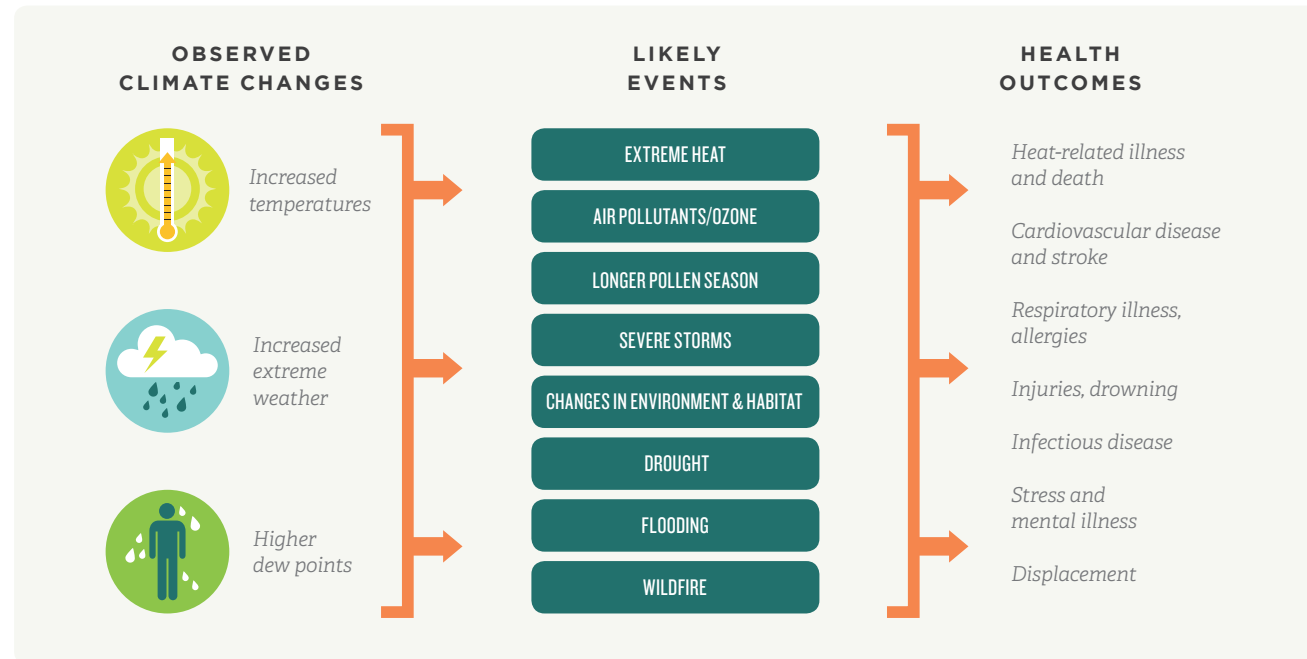 OBSERVED
CLIMATE CHANGES
Increased
temperatures
Increased
extreme
weather
Higher
dew points
LIKELY
EVENTS
EXTREME HEAT
AIR POLLUTANTS/OZONE
LONGER POLLEN SEASON
SEVERE STORMS
CHANGES IN ENVIRONMENT & HABITAT
DROUGHT
FLOODING
WILDFIRE
HEALTH
OUTCOMES
Heat-related illness
and death
Cardiovascular disease
and stroke
Respiratory illness,
allergies
Injuries, drowning
Infectious disease
Stress and
mental illness
Displacement